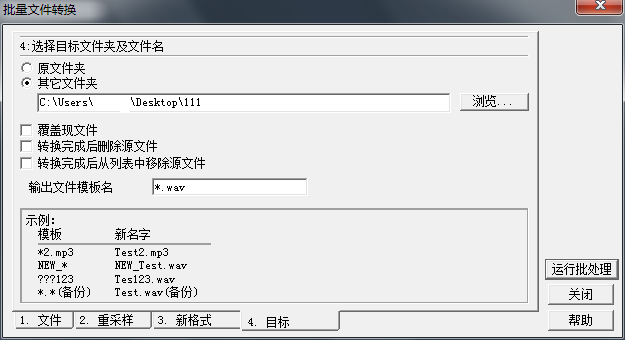 批量文件转换
4:选择目标文件夹及文件名
原文件夹
其它文件夹
C:\Users\ \Desktop\111
浏览...
覆盖现文件
转换完成后删除源文件
转换完成后从列表中移除源文件
输出文件模板名
*.wav
示例:
模板 新名字
*2.mp3 Test2.mp3
NEW_* NEW_Test.wav
???123 Tes123.wav
*.*(备份) Test.wav(备份)
运行批处理
关闭
帮助
1. 文件 2. 重采样 3. 新格式 4. 目标